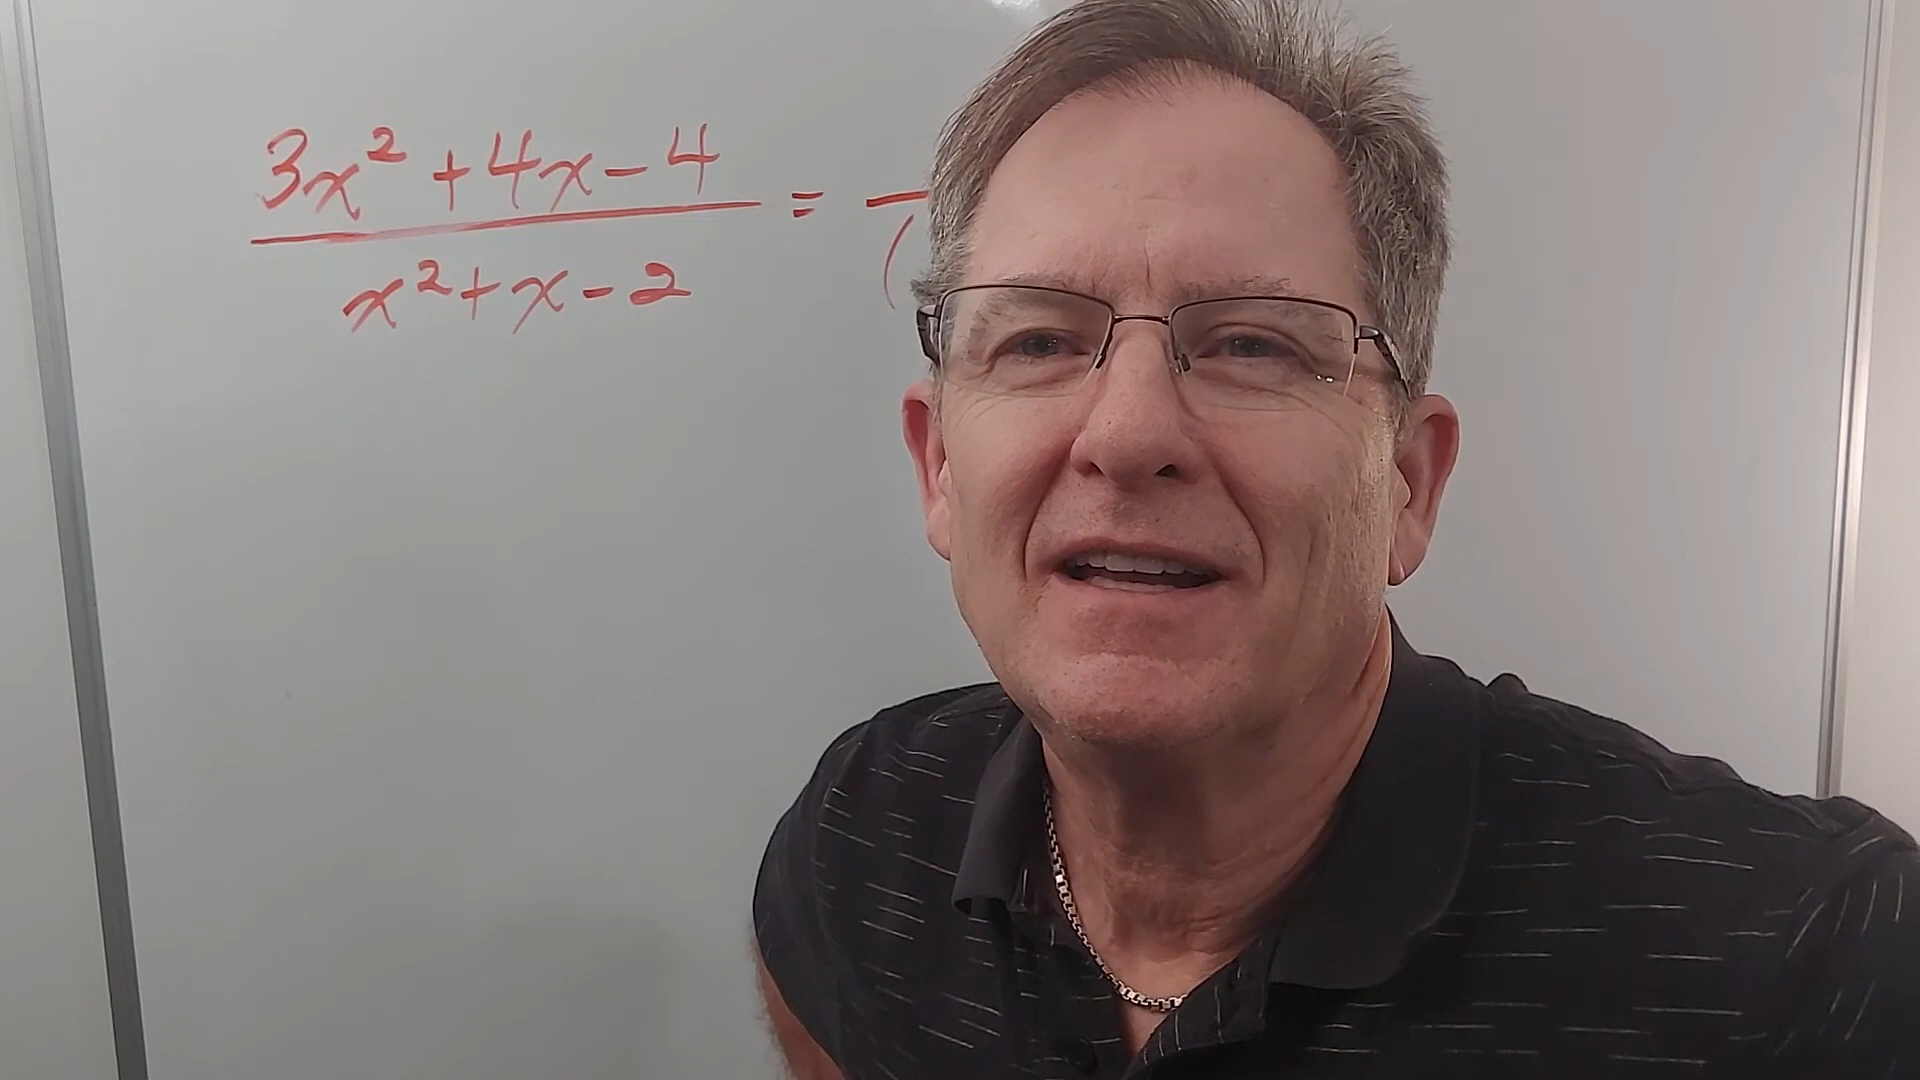 3x² + 4x - 4 =
x² + x - 2 (